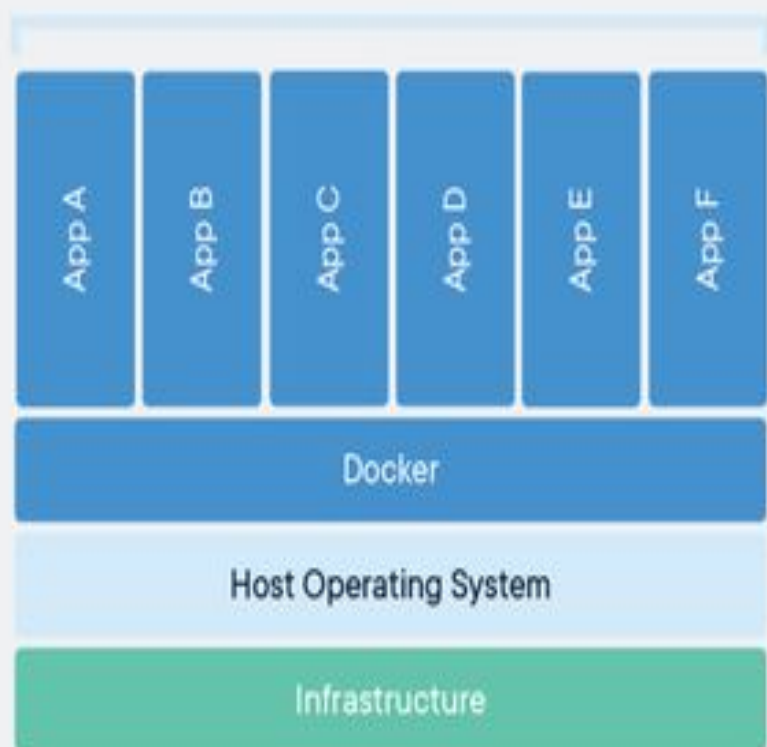 App A
App B
App C
App D
App E
App F
Docker
Host Operating System
Infrastructure